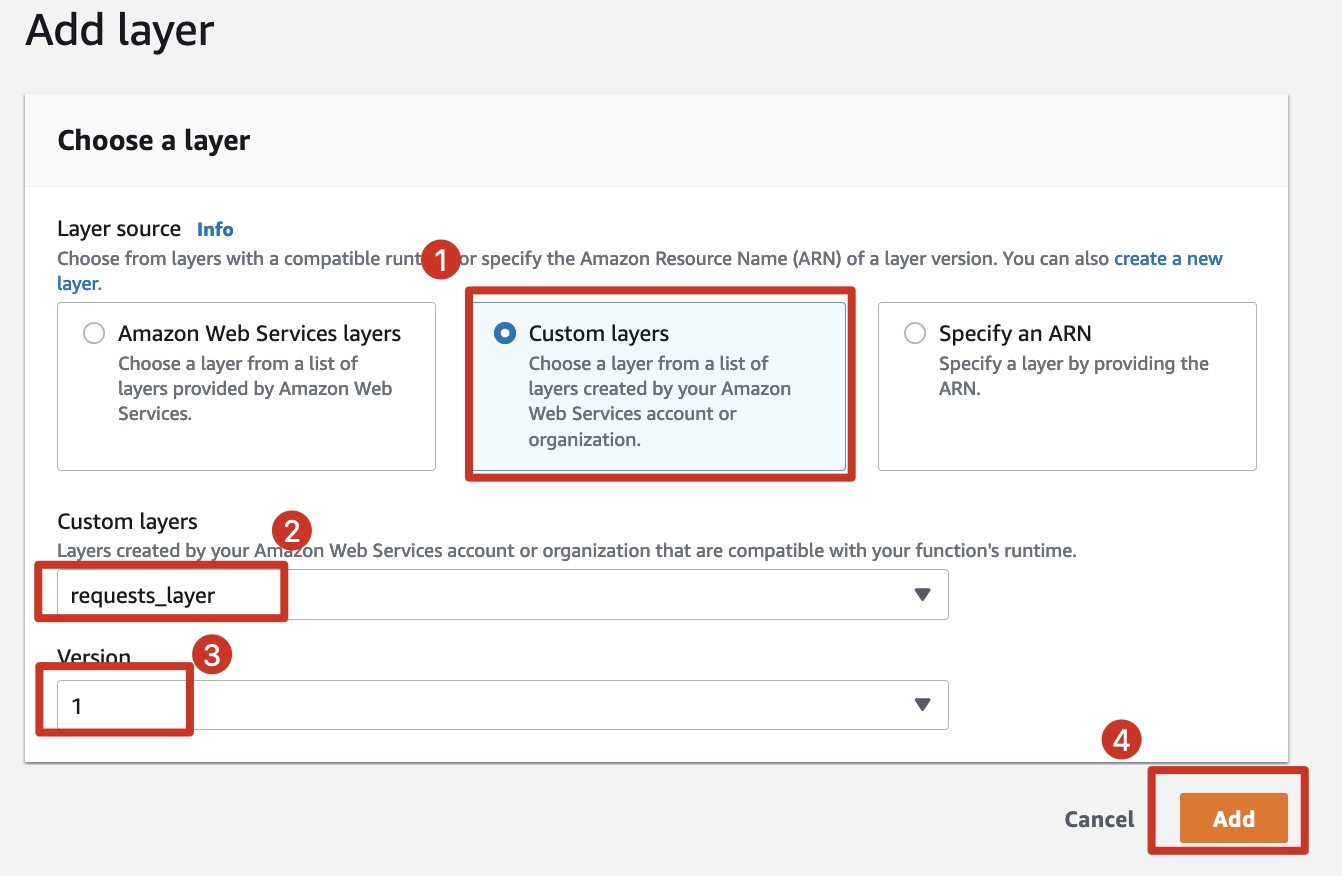 Add layer
Choose a layer
Layer source Info
Choose from layers with a compatible runt or specify the Amazon Resource Name (ARN) of a layer version. You can also create a new
layer.
1
Amazon Web Services layers
Choose a layer from a list of
layers provided by Amazon Web
Services.
Custom layers
Choose a layer from a list of
layers created by your Amazon
Web Services account or
organization.
Specify an ARN
Specify a layer by providing the
ARN.
Custom layers
2
Layers created by your Amazon Web Services account or organization that are compatible with your function's runtime.
requests_layer
Version
3
1
4
Cancel
Add